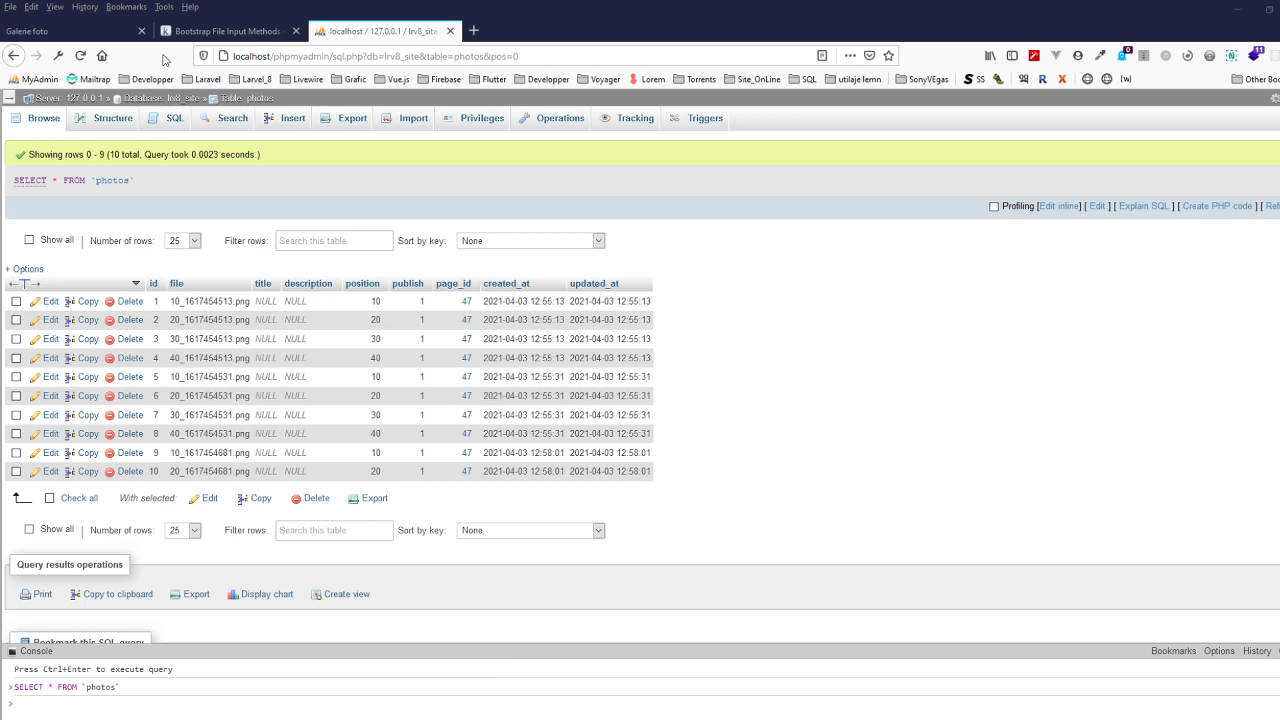 File Edit View History Bookmarks Tools Help
Galerie foto Bootstrap File Input Methods - localhost / 127.0.0.1 / lrv8_site
localhost/phpmyadmin/sql.php?db=lrv8_site&table=photos&pos=0
MyAdmin Mailtrap Developper Laravel Laravel_8 Livewire Grafic Vue.js Firebase Flutter Developper Voyager Lorem Torrents Site_OnLine SQL utilaje lemn SonyVEgas SS Other Boo
Server: 127.0.0.1 » Database: lrv8_site » Table: photos
Browse Structure SQL Search Insert Export Import Privileges Operations Tracking Triggers
Showing rows 0 - 9 (10 total, Query took 0.0023 seconds.)
SELECT * FROM `photos`
Profiling [Edit inline] [ Edit ] [ Explain SQL ] [ Create PHP code ] [ Ref
Show all | Number of rows: 25 Filter rows: Search this table Sort by key: None
+ Options
←T→ id file title description position publish page_id created_at updated_at
Edit Copy Delete 1 10_1617454513.png NULL NULL 10 1 47 2021-04-03 12:55:13 2021-04-03 12:55:13
Edit Copy Delete 2 20_1617454513.png NULL NULL 20 1 47 2021-04-03 12:55:13 2021-04-03 12:55:13
Edit Copy Delete 3 30_1617454513.png NULL NULL 30 1 47 2021-04-03 12:55:13 2021-04-03 12:55:13
Edit Copy Delete 4 40_1617454513.png NULL NULL 40 1 47 2021-04-03 12:55:13 2021-04-03 12:55:13
Edit Copy Delete 5 10_1617454531.png NULL NULL 10 1 47 2021-04-03 12:55:31 2021-04-03 12:55:31
Edit Copy Delete 6 20_1617454531.png NULL NULL 20 1 47 2021-04-03 12:55:31 2021-04-03 12:55:31
Edit Copy Delete 7 30_1617454531.png NULL NULL 30 1 47 2021-04-03 12:55:31 2021-04-03 12:55:31
Edit Copy Delete 8 40_1617454531.png NULL NULL 40 1 47 2021-04-03 12:55:31 2021-04-03 12:55:31
Edit Copy Delete 9 10_1617454681.png NULL NULL 10 1 47 2021-04-03 12:58:01 2021-04-03 12:58:01
Edit Copy Delete 10 20_1617454681.png NULL NULL 20 1 47 2021-04-03 12:58:01 2021-04-03 12:58:01
Check all With selected: Edit Copy Delete Export
Show all | Number of rows: 25 Filter rows: Search this table Sort by key: None
Query results operations
Print Copy to clipboard Export Display chart Create view
Bookmark this SQL query
Console Bookmarks Options History
Press Ctrl+Enter to execute query
>SELECT * FROM `photos`
>